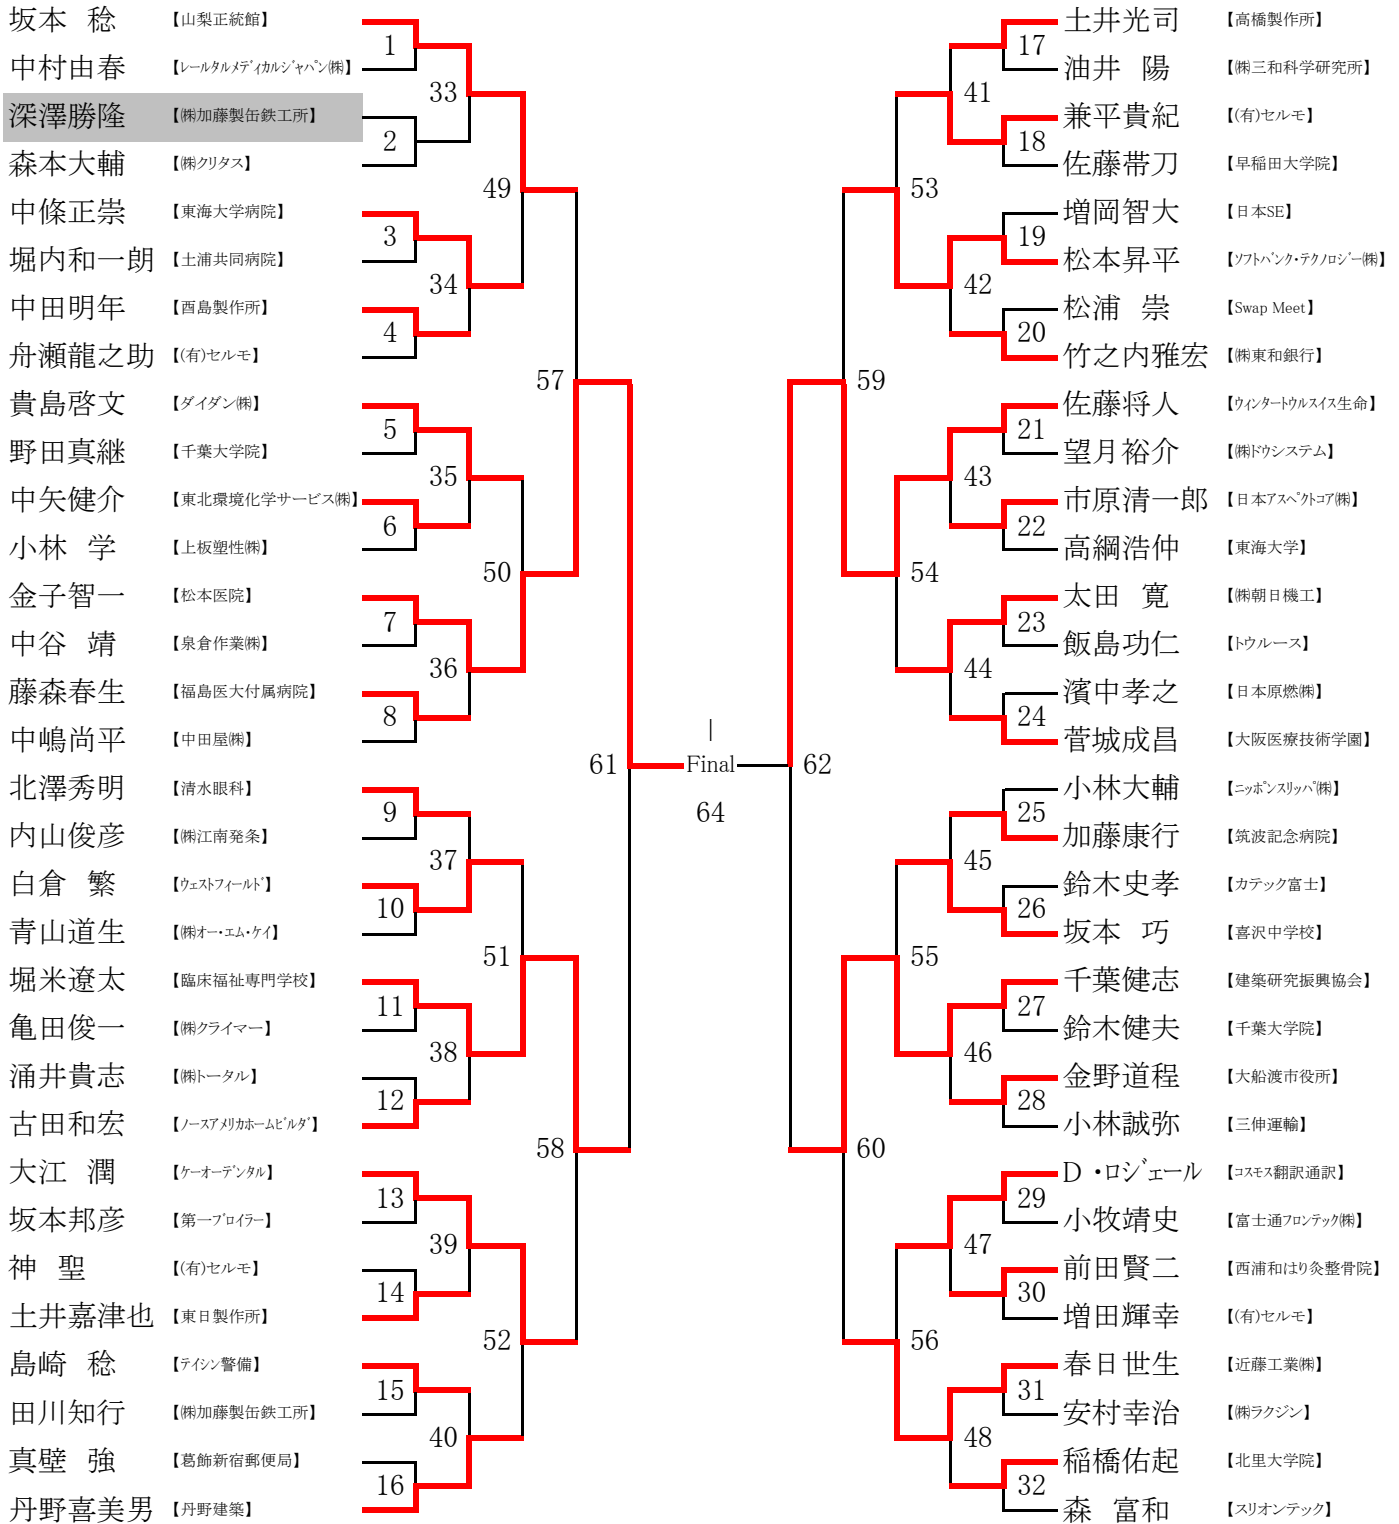 坂本 稔 【山梨正統館】
中村由春 【レールタルメディカルジャパン㈱】
深澤勝隆 【㈱加藤製缶鉄工所】
森本大輔 【㈱クリタス】
中條正崇 【東海大学病院】
堀内和一朗 【土浦共同病院】
中田明年 【酉島製作所】
舟瀬龍之助 【(有)セルモ】
貴島啓文 【ダイダン㈱】
野田真継 【千葉大学院】
中矢健介 【東北環境化学サービス㈱】
小林 学 【上板塑性㈱】
金子智一 【松本医院】
中谷 靖 【泉倉作業㈱】
藤森春生 【福島医大付属病院】
中嶋尚平 【中田屋㈱】
北澤秀明 【清水眼科】
内山俊彦 【㈱江南発条】
白倉 繁 【ウェストフィールド】
青山道生 【㈱オー・エム・ケイ】
堀米遼太 【臨床福祉専門学校】
亀田俊一 【㈱クライマー】
涌井貴志 【㈱トータル】
古田和宏 【ノースアメリカホームビルダ】
大江 潤 【ケーオーデンタル】
坂本邦彦 【第一ブロイラー】
神 聖 【(有)セルモ】
土井嘉津也 【東日製作所】
島崎 稔 【テイシン警備】
田川知行 【㈱加藤製缶鉄工所】
真壁 強 【葛飾新宿郵便局】
丹野喜美男 【丹野建築】
1
2
3
4
5
6
7
8
9
10
11
12
13
14
15
16
33
34
35
36
37
38
39
40
49
50
51
52
57
58
61
|
Final
64
62
59
60
53
54
55
56
41
42
43
44
45
46
47
48
17
18
19
20
21
22
23
24
25
26
27
28
29
30
31
32
土井光司 【高橋製作所】
油井 陽 【㈱三和科学研究所】
兼平貴紀 【(有)セルモ】
佐藤帯刀 【早稲田大学院】
増岡智大 【日本SE】
松本昇平 【ソフトバンク・テクノロジー㈱】
松浦 崇 【Swap Meet】
竹之内雅宏 【㈱東和銀行】
佐藤将人 【ウィンタートウルスイス生命】
望月裕介 【㈱ドウシステム】
市原清一郎 【日本アスペクトコア㈱】
高綱浩仲 【東海大学】
太田 寛 【㈱朝日機工】
飯島功仁 【トウルース】
濱中孝之 【日本原燃㈱】
菅城成昌 【大阪医療技術学園】
小林大輔 【ニッポンスリッパ㈱】
加藤康行 【筑波記念病院】
鈴木史孝 【カテック富士】
坂本 巧 【喜沢中学校】
千葉健志 【建築研究振興協会】
鈴木健夫 【千葉大学院】
金野道程 【大船渡市役所】
小林誠弥 【三伸運輸】
D・ロジェール 【コスモス翻訳通訳】
小牧靖史 【富士通フロンテック㈱】
前田賢二 【西浦和はり灸整骨院】
増田輝幸 【(有)セルモ】
春日世生 【近藤工業㈱】
安村幸治 【㈱ラクジン】
稲橋佑起 【北里大学院】
森 富和 【スリオンテック】